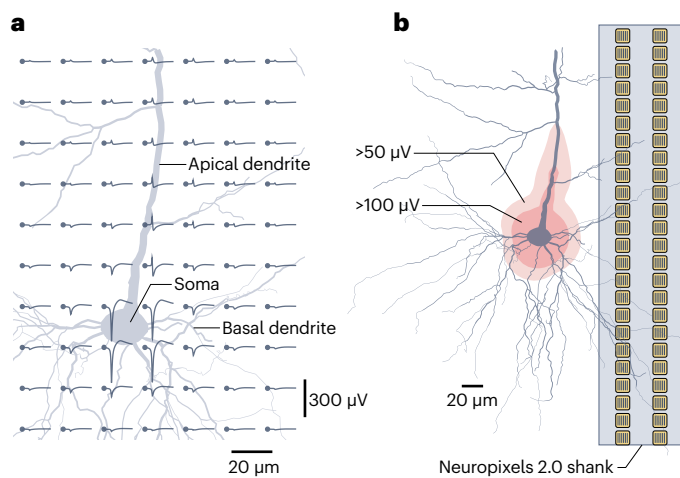 a
Apical dendrite
Soma
Basal dendrite
300 µV
20 µm
b
>50 µV
>100 µV
20 µm
Neuropixels 2.0 shank